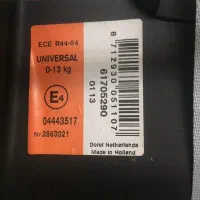 ECE R44-04
UNIVERSAL
0-13 kg
E4
04443517
Nr. 2563021
8 712930 051107
61705290
0113
Dorel Netherlands
Made in Holland